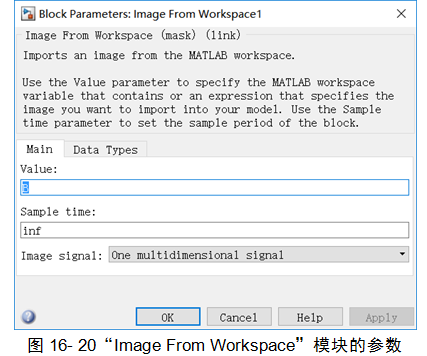 Block Parameters: Image From Workspace1
Image From Workspace (mask) (link)
Imports an image from the MATLAB workspace.
Use the Value parameter to specify the MATLAB workspace
variable that contains or an expression that specifies the
image you want to import into your model. Use the Sample
time parameter to set the sample period of the block.
Main Data Types
Value:
B
Sample time:
inf
Image signal: One multidimensional signal
OK Cancel Help Apply
图 16- 20“Image From Workspace”模块的参数